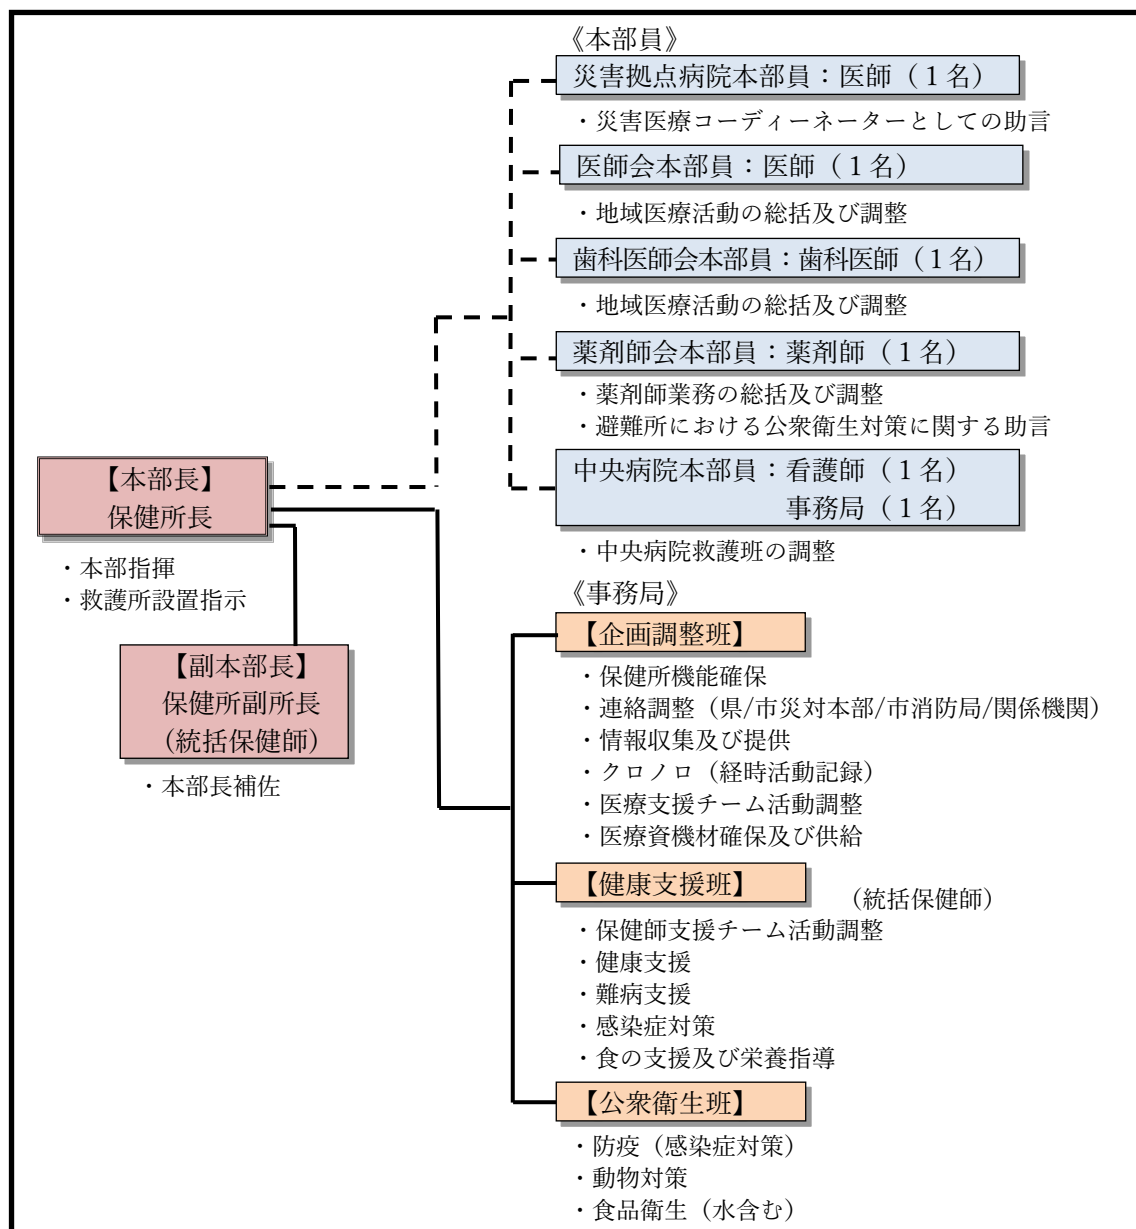 《本部員》
災害拠点病院本部員：医師（１名）
・災害医療コーディーネーターとしての助言
医師会本部員：医師（１名）
・地域医療活動の総括及び調整
歯科医師会本部員：歯科医師（１名）
・地域医療活動の総括及び調整
薬剤師会本部員：薬剤師（１名）
・薬剤師業務の総括及び調整
・避難所における公衆衛生対策に関する助言
中央病院本部員：看護師（１名）
事務局（１名）
・中央病院救護班の調整
【本部長】
保健所長
・本部指揮
・救護所設置指示
【副本部長】
保健所副所長
（統括保健師）
・本部長補佐
《事務局》
【企画調整班】
・保健所機能確保
・連絡調整（県/市災対本部/市消防局/関係機関）
・情報収集及び提供
・クロノロ（経時活動記録）
・医療支援チーム活動調整
・医療資機材確保及び供給
【健康支援班】
（統括保健師）
・保健師支援チーム活動調整
・健康支援
・難病支援
・感染症対策
・食の支援及び栄養指導
【公衆衛生班】
・防疫（感染症対策）
・動物対策
・食品衛生（水含む）